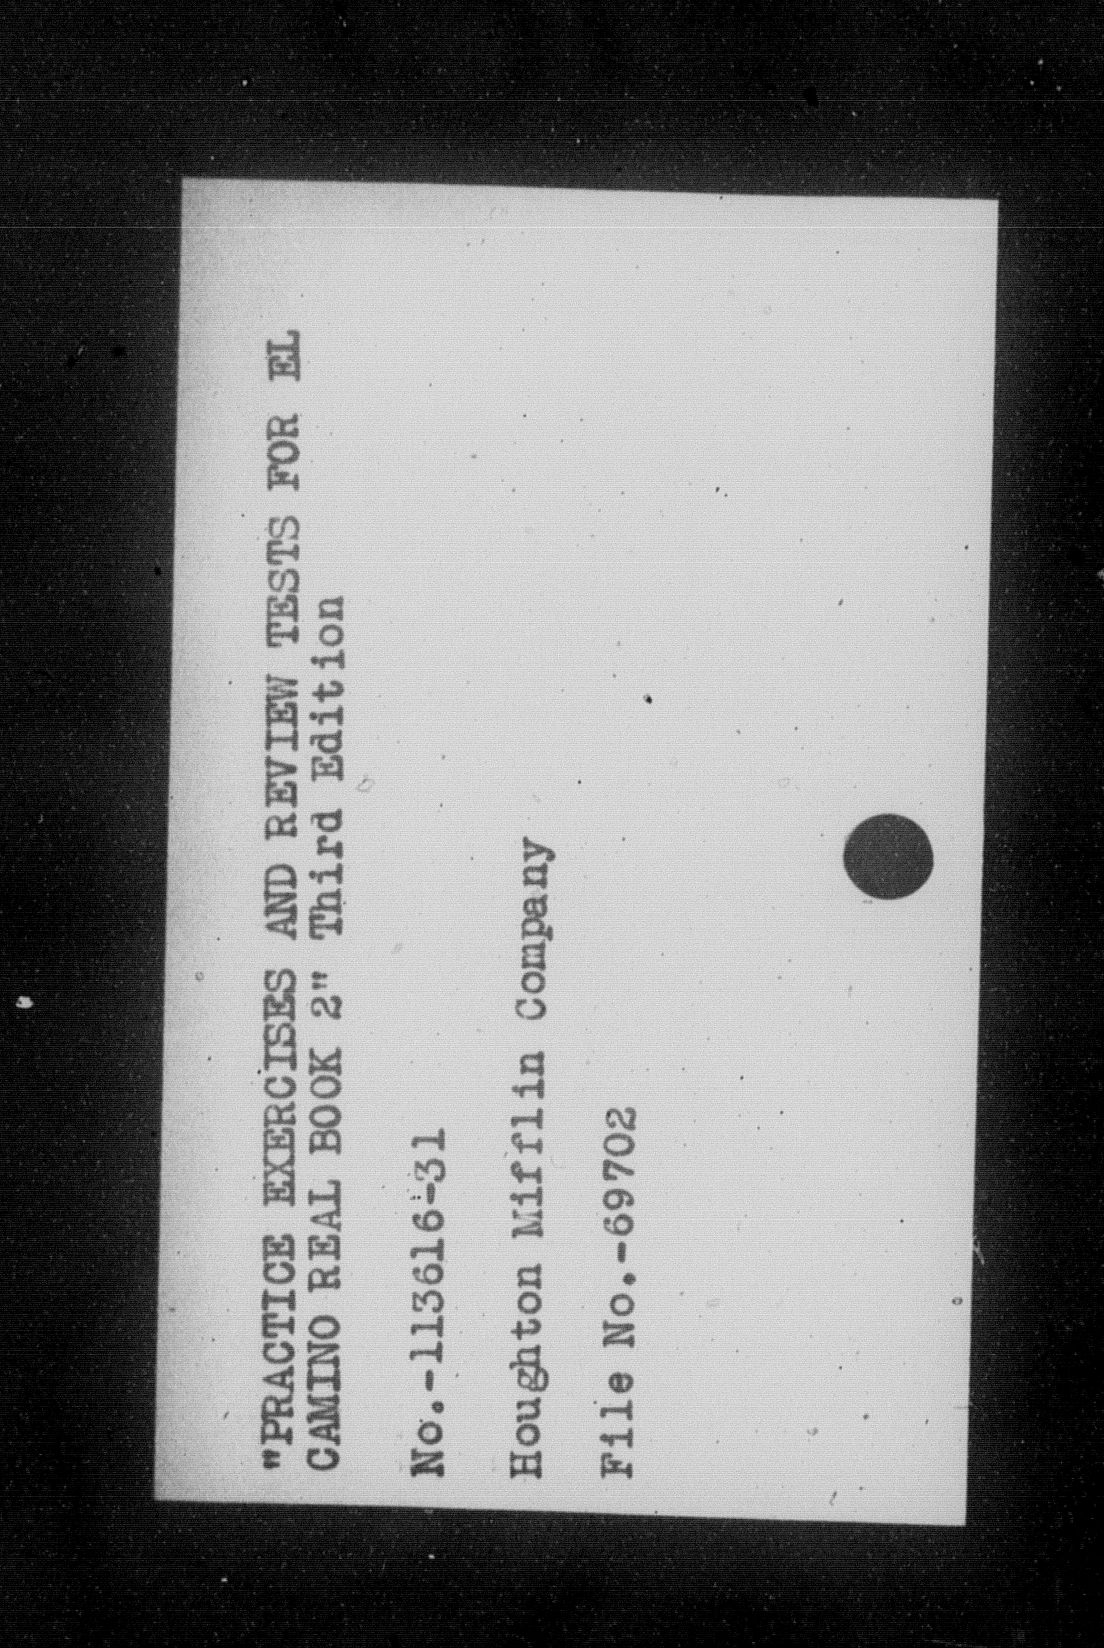 "PRACTICE EXERCISES AND REVIEW TESTS FOR EL
CAMINO REAL BOOK 2" Third Edition
No.-113616-31
Houghton Mifflin Company
File No.-69702